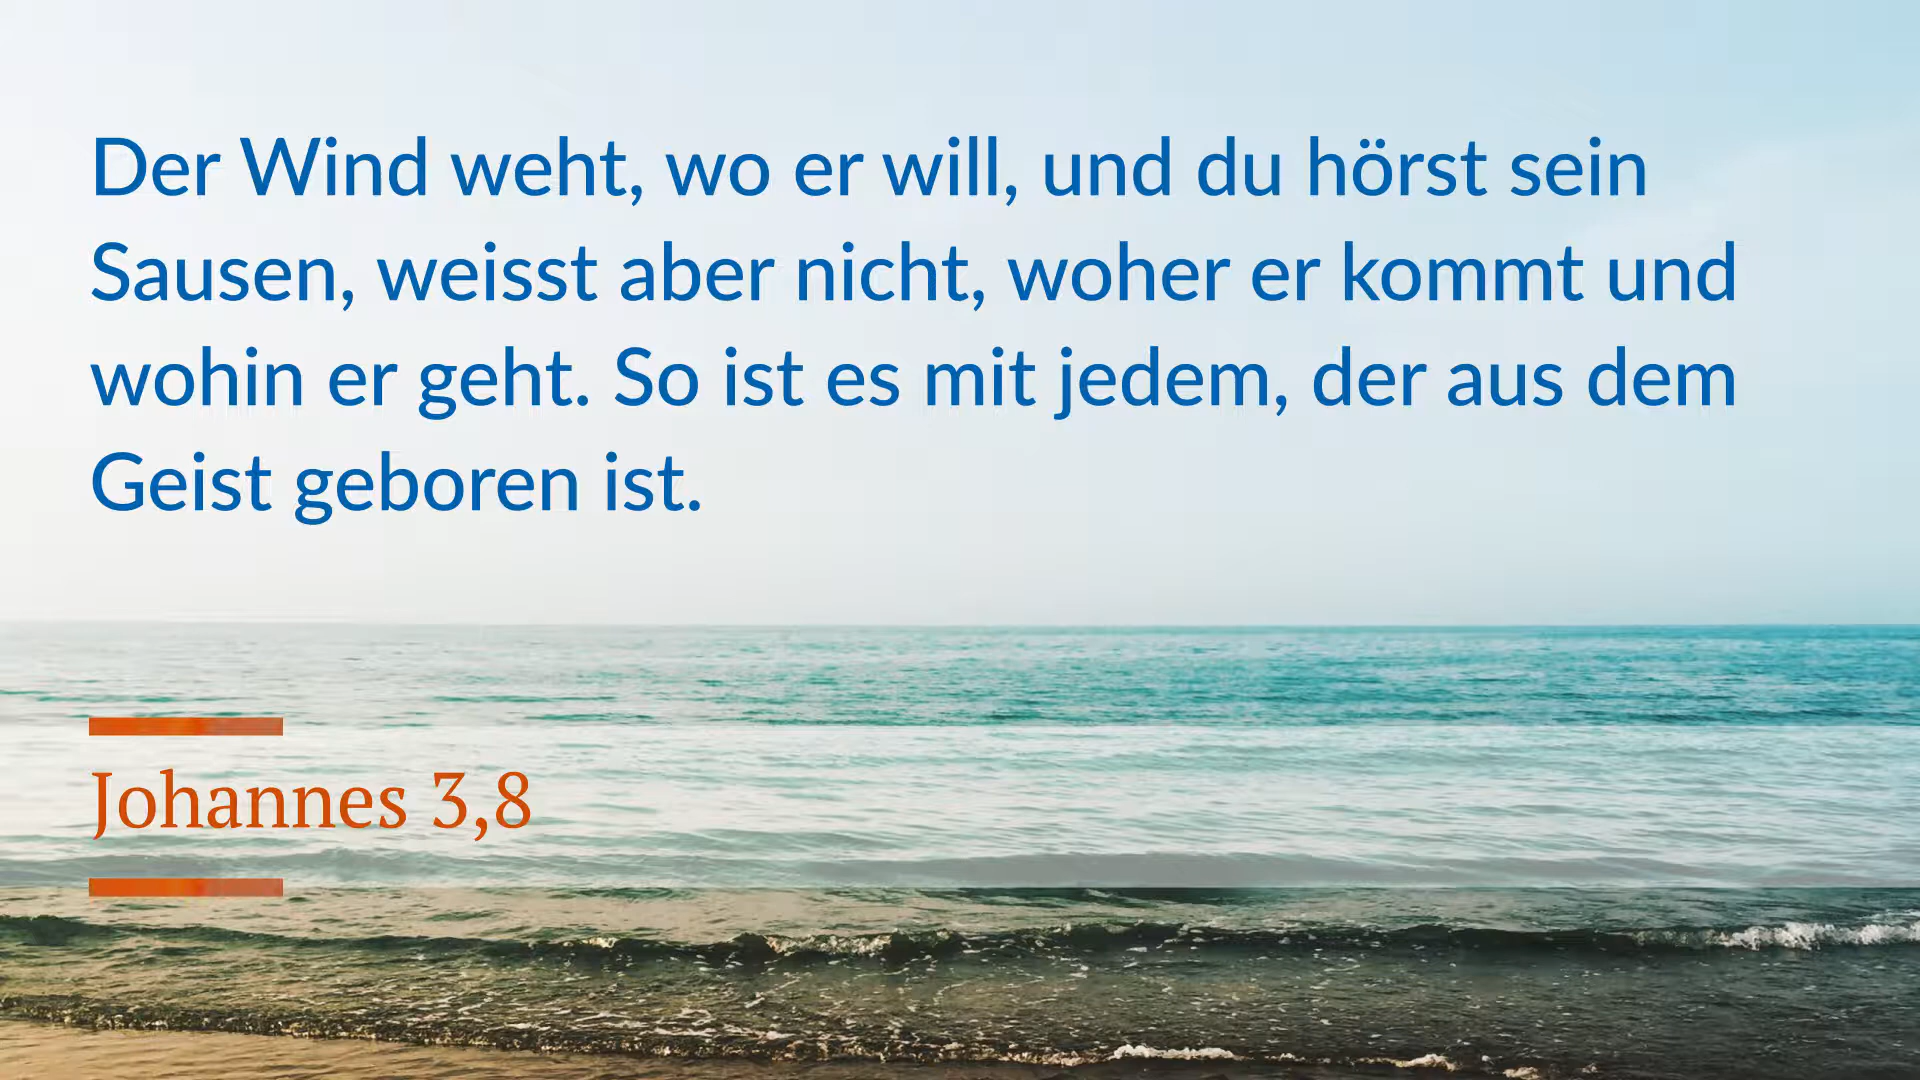 Der Wind weht, wo er will, und du hörst sein
Sausen, weisst aber nicht, woher er kommt und
wohin er geht. So ist es mit jedem, der aus dem
Geist geboren ist.
Johannes 3,8